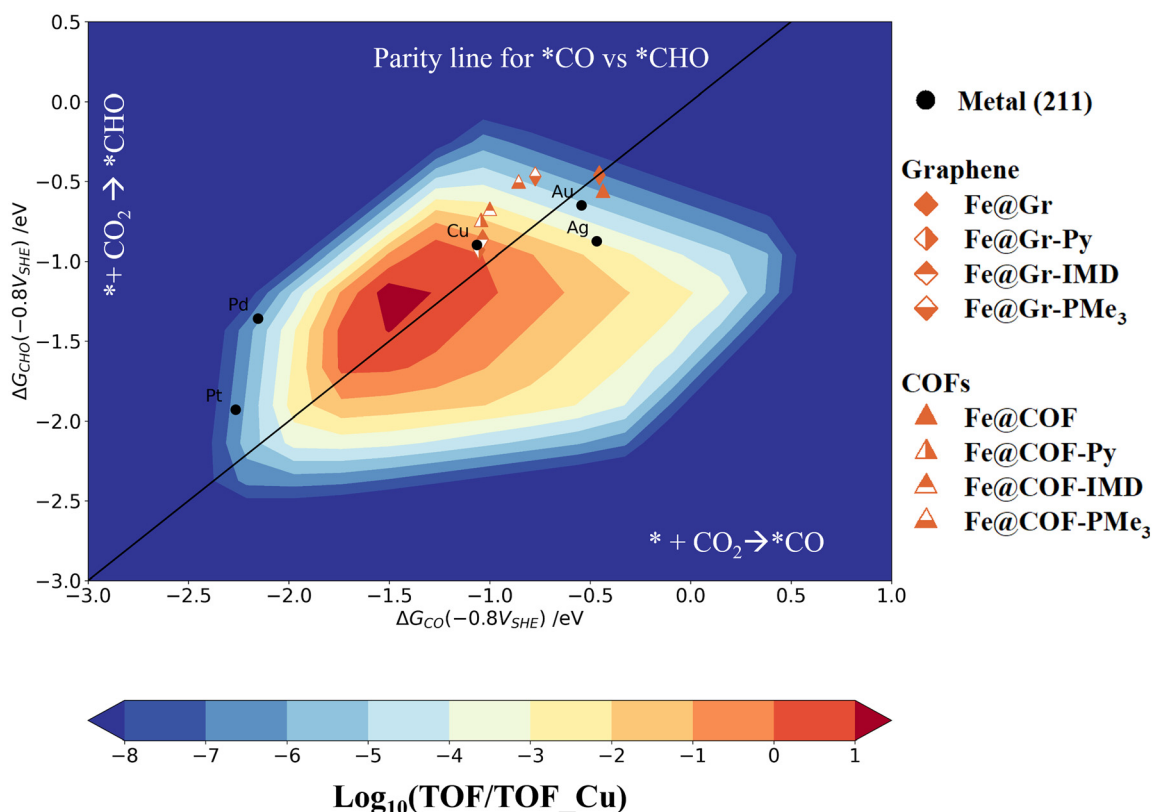 Parity line for *CO vs *CHO
*+ CO₂ → *CHO
* + CO₂→*CO
0.5
0.0
−0.5
−1.0
−1.5
−2.0
−2.5
−3.0
ΔG_CHO(−0.8V_SHE) /eV
Au
Ag
Cu
Pd
Pt
−3.0 −2.5 −2.0 −1.5 −1.0 −0.5 0.0 0.5 1.0
ΔG_CO(−0.8V_SHE) /eV
Metal (211)
Graphene
Fe@Gr
Fe@Gr-Py
Fe@Gr-IMD
Fe@Gr-PMe₃
COFs
Fe@COF
Fe@COF-Py
Fe@COF-IMD
Fe@COF-PMe₃
−8 −7 −6 −5 −4 −3 −2 −1 0 1
Log₁₀(TOF/TOF_Cu)